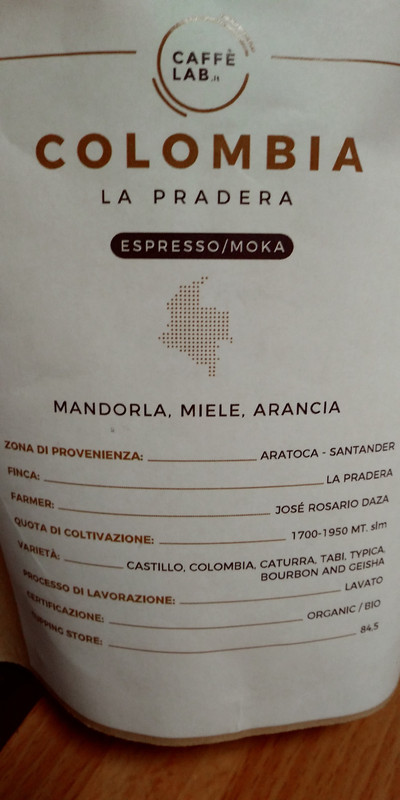 CAFFÈ
LAB.it
COLOMBIA
LA PRADERA
ESPRESSO/MOKA
MANDORLA, MIELE, ARANCIA
ZONA DI PROVENIENZA: ARATOCA - SANTANDER
FINCA: LA PRADERA
FARMER: JOSÉ ROSARIO DAZA
QUOTA DI COLTIVAZIONE: 1700-1950 MT. slm
VARIETÀ: CASTILLO, COLOMBIA, CATURRA, TABI, TYPICA,
BOURBON AND GEISHA
PROCESSO DI LAVORAZIONE: LAVATO
CERTIFICAZIONE: ORGANIC / BIO
STORE: 84,5